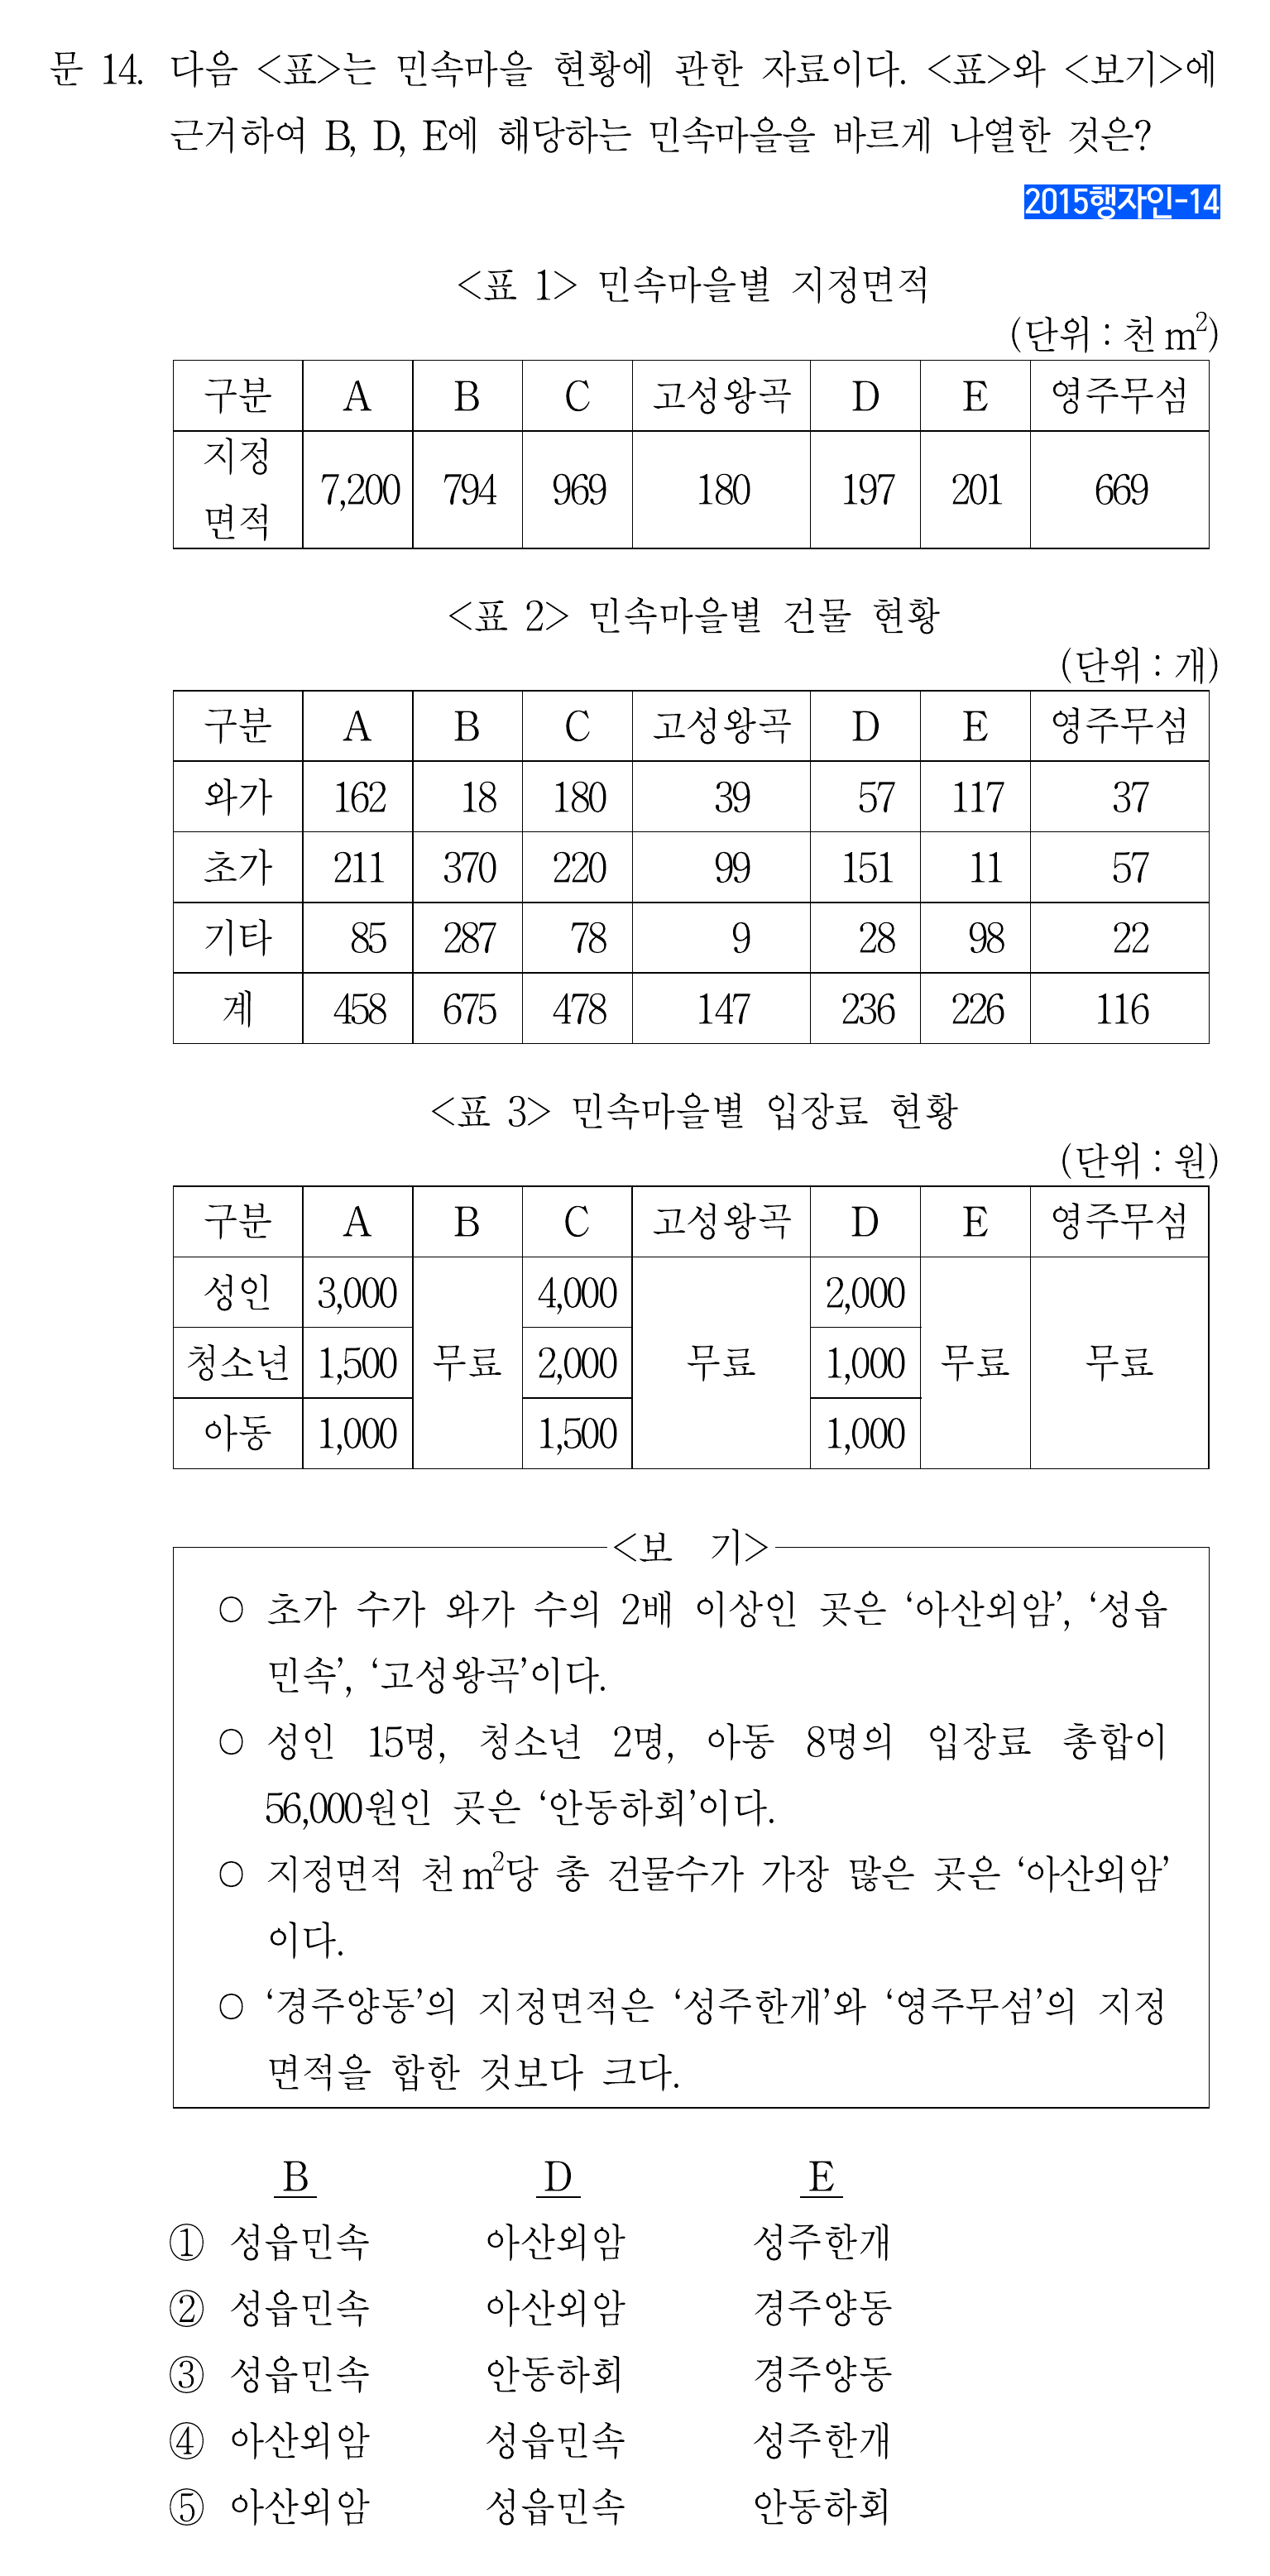 문 14. 다음 <표>는 민속마을 현황에 관한 자료이다. <표>와 <보기>에
근거하여 B, D, E에 해당하는 민속마을을 바르게 나열한 것은?
2015행자인-14
<표 1> 민속마을별 지정면적
(단위 : 천 m²)
구분 A B C 고성왕곡 D E 영주무섬
지정
면적 7,200 794 969 180 197 201 669
<표 2> 민속마을별 건물 현황
(단위 : 개)
구분 A B C 고성왕곡 D E 영주무섬
와가 162 18 180 39 57 117 37
초가 211 370 220 99 151 11 57
기타 85 287 78 9 28 98 22
계 458 675 478 147 236 226 116
<표 3> 민속마을별 입장료 현황
(단위 : 원)
구분 A B C 고성왕곡 D E 영주무섬
성인 3,000 4,000 2,000
청소년 1,500 무료 2,000 무료 1,000 무료 무료
아동 1,000 1,500 1,000
<보 기>
○ 초가 수가 와가 수의 2배 이상인 곳은 ‘아산외암’, ‘성읍
민속’, ‘고성왕곡’이다.
○ 성인 15명, 청소년 2명, 아동 8명의 입장료 총합이
56,000원인 곳은 ‘안동하회’이다.
○ 지정면적 천 m²당 총 건물수가 가장 많은 곳은 ‘아산외암’
이다.
○ ‘경주양동’의 지정면적은 ‘성주한개’와 ‘영주무섬’의 지정
면적을 합한 것보다 크다.
B D E
① 성읍민속 아산외암 성주한개
② 성읍민속 아산외암 경주양동
③ 성읍민속 안동하회 경주양동
④ 아산외암 성읍민속 성주한개
⑤ 아산외암 성읍민속 안동하회